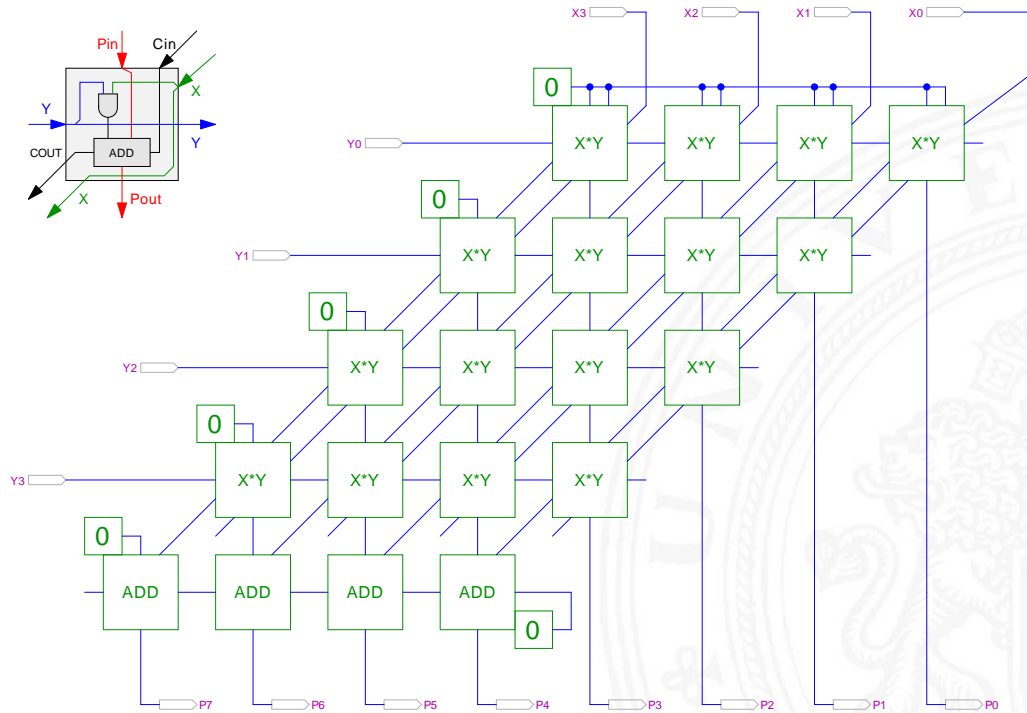 X3 X2 X1 X0
Pin Cin
X
Y
Y
COUT ADD
X
Pout
0
Y0 X*Y X*Y X*Y X*Y
0
Y1 X*Y X*Y X*Y X*Y
0
Y2 X*Y X*Y X*Y X*Y
0
Y3 X*Y X*Y X*Y X*Y
0
ADD ADD ADD ADD
0
P7 P6 P5 P4 P3 P2 P1 P0